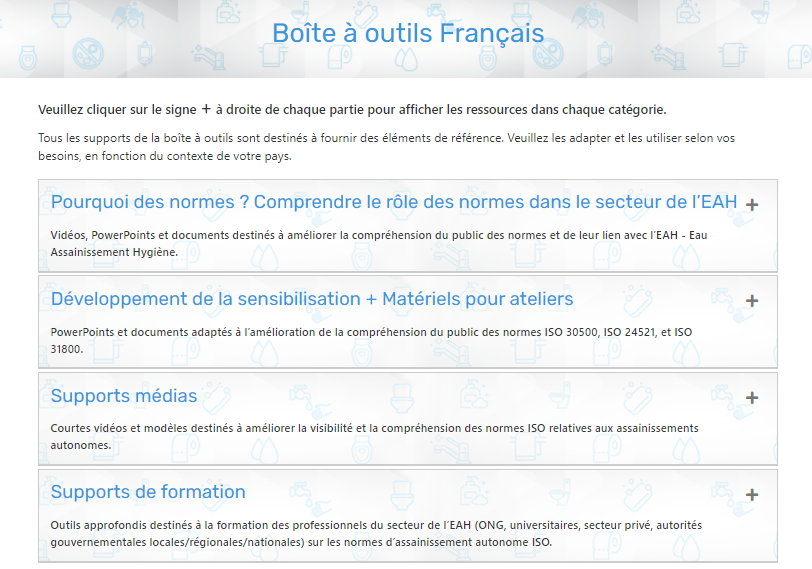 Boîte à outils Français
Veuillez cliquer sur le signe + à droite de chaque partie pour afficher les ressources dans chaque catégorie.
Tous les supports de la boîte à outils sont destinés à fournir des éléments de référence. Veuillez les adapter et les utiliser selon vos
besoins, en fonction du contexte de votre pays.
Pourquoi des normes ? Comprendre le rôle des normes dans le secteur de l’EAH +
Vidéos, PowerPoints et documents destinés à améliorer la compréhension du public des normes et de leur lien avec l’EAH - Eau
Assainissement Hygiène.
Développement de la sensibilisation + Matériels pour ateliers +
PowerPoints et documents adaptés à l’amélioration de la compréhension du public des normes ISO 30500, ISO 24521, et ISO
31800.
Supports médias +
Courtes vidéos et modèles destinés à améliorer la visibilité et la compréhension des normes ISO relatives aux assainissements
autonomes.
Supports de formation +
Outils approfondis destinés à la formation des professionnels du secteur de l’EAH (ONG, universitaires, secteur privé, autorités
gouvernementales locales/régionales/nationales) sur les normes d’assainissement autonome ISO.